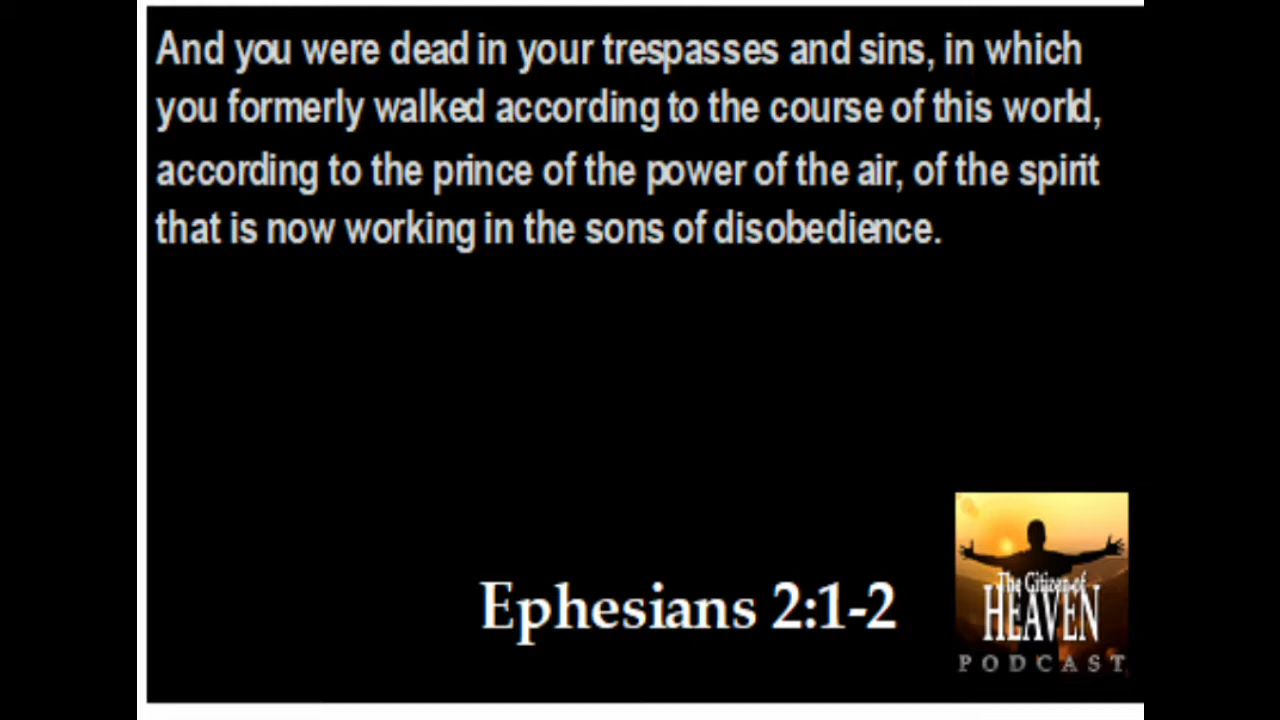 And you were dead in your trespasses and sins, in which
you formerly walked according to the course of this world,
according to the prince of the power of the air, of the spirit
that is now working in the sons of disobedience.
Ephesians 2:1-2
The Citizen of
HEAVEN
PODCAST